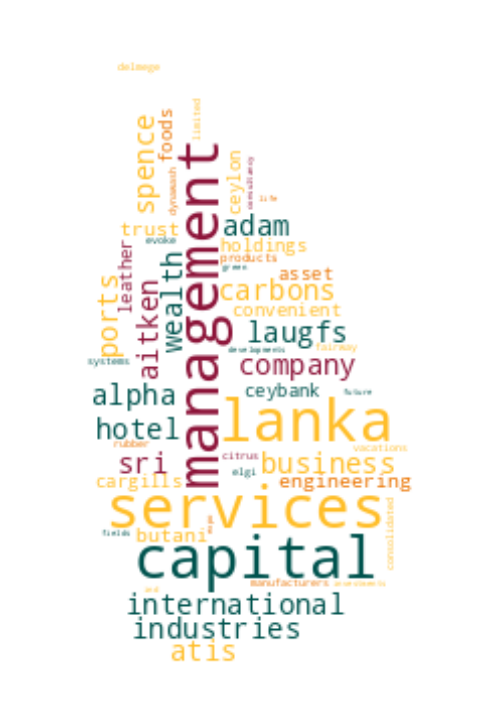 delmege
limited
foods
spence
management
ceylon
consultancy
dynawash
life
adam
trust
evoke
holdings
leather
wealth
products
green
asset
ports
aitken
carbons
convenient
laugfs
developments
fairway
systems
company
alpha
ceybank
future
lanka
hotel
rubber
vacations
sri
citrus
business
elgi
cargills
engineering
services
consolidated
fields
butani
capital
manufacturers
international
industries
atis